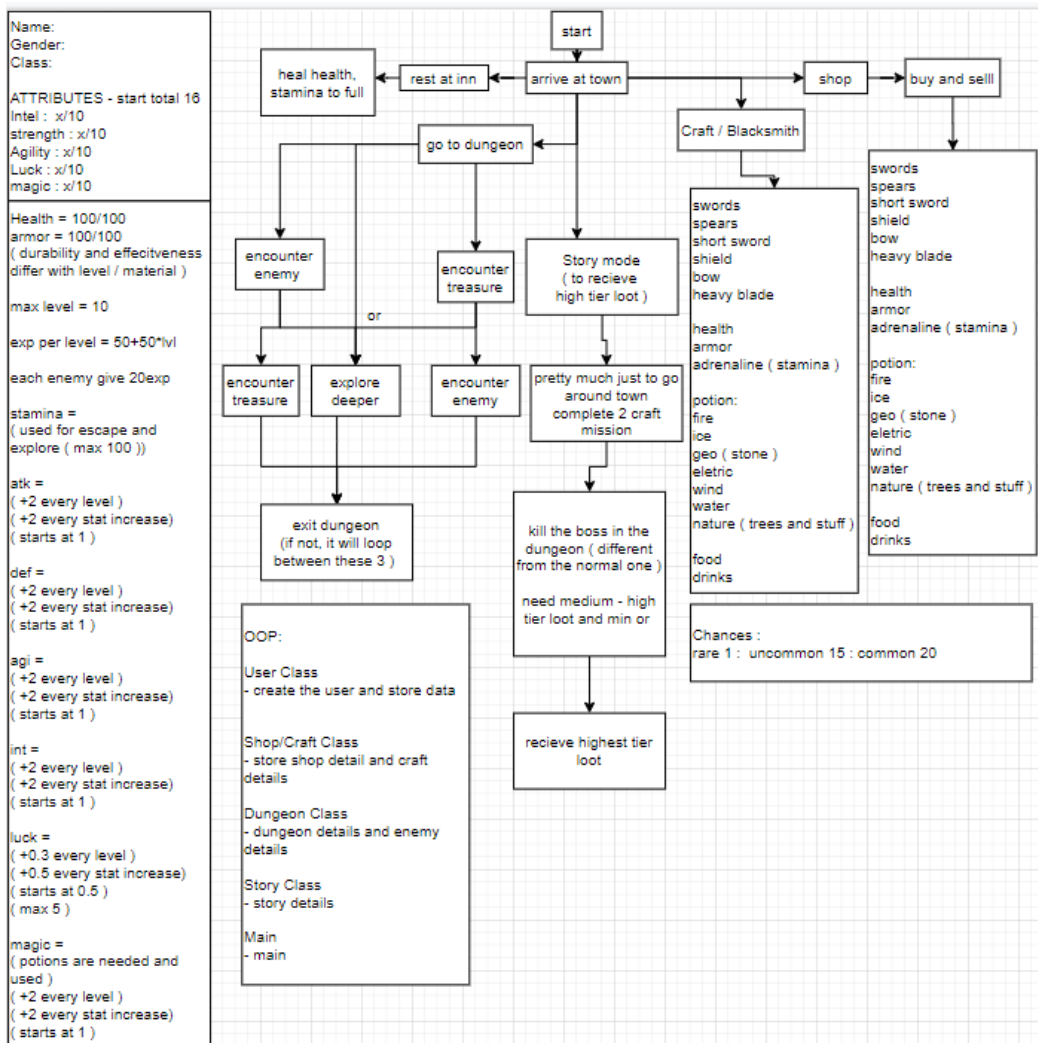 Name:
Gender:
Class:
ATTRIBUTES - start total 16
Intel :  x/10
strength : x/10
Agility : x/10
Luck : x/10
magic : x/10
Health = 100/100
armor = 100/100
( durability and effecitveness
differ with level / material )
max level = 10
exp per level = 50+50*lvl
each enemy give 20exp
stamina =
( used for escape and
explore ( max 100 ))
atk =
( +2 every level )
( +2 every stat increase)
( starts at 1 )
def =
( +2 every level )
( +2 every stat increase)
( starts at 1 )
agi =
( +2 every level )
( +2 every stat increase)
( starts at 1 )
int =
( +2 every level )
( +2 every stat increase)
( starts at 1 )
luck =
( +0.3 every level )
( +0.5 every stat increase)
( starts at 0.5 )
( max 5 )
magic =
( potions are needed and
used )
( +2 every level )
( +2 every stat increase)
( starts at 1 )
start
heal health,
stamina to full
rest at inn
arrive at town
shop
buy and selll
go to dungeon
Craft / Blacksmith
encounter
enemy
encounter
treasure
or
encounter
treasure
explore
deeper
encounter
enemy
exit dungeon
(if not, it will loop
between these 3 )
Story mode
( to recieve
high tier loot )
pretty much just to go
around town
complete 2 craft
mission
kill the boss in the
dungeon ( different
from the normal one )
need medium - high
tier loot and min or
recieve highest tier
loot
swords
spears
short sword
shield
bow
heavy blade
health
armor
adrenaline ( stamina )
potion:
fire
ice
geo ( stone )
eletric
wind
water
nature ( trees and stuff )
food
drinks
swords
spears
short sword
shield
bow
heavy blade
health
armor
adrenaline ( stamina )
potion:
fire
ice
geo ( stone )
eletric
wind
water
nature ( trees and stuff )
food
drinks
Chances :
rare 1 :  uncommon 15 : common 20
OOP:
User Class
- create the user and store data
Shop/Craft Class
- store shop detail and craft
details
Dungeon Class
- dungeon details and enemy
details
Story Class
- story details
Main
- main